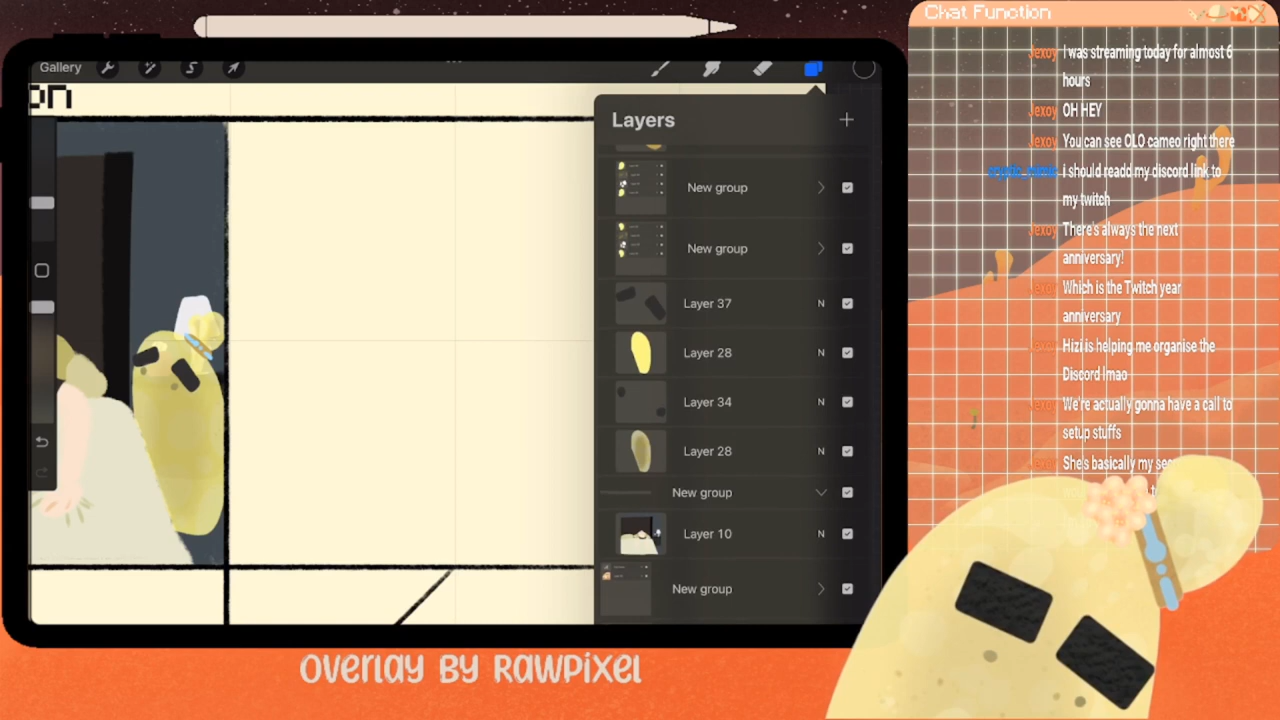 Chat Function
Gallery
on
Layers
New group
New group
Layer 37 N
Layer 28 N
Layer 34 N
Layer 28 N
New group
Layer 10 N
New group
Jexoy I was streaming today for almost 6
hours
Jexoy OH HEY
Jexoy You can see OLO cameo right there
i should readd my discord link to
my twitch
Jexoy There's always the next
anniversary!
Jexoy Which is the Twitch year
anniversary
Jexoy Hizi is helping me organise the
Discord lmao
Jexoy We're actually gonna have a call to
setup stuffs
Jexoy She's basically my
OVERLAY BY RAWPIXEL